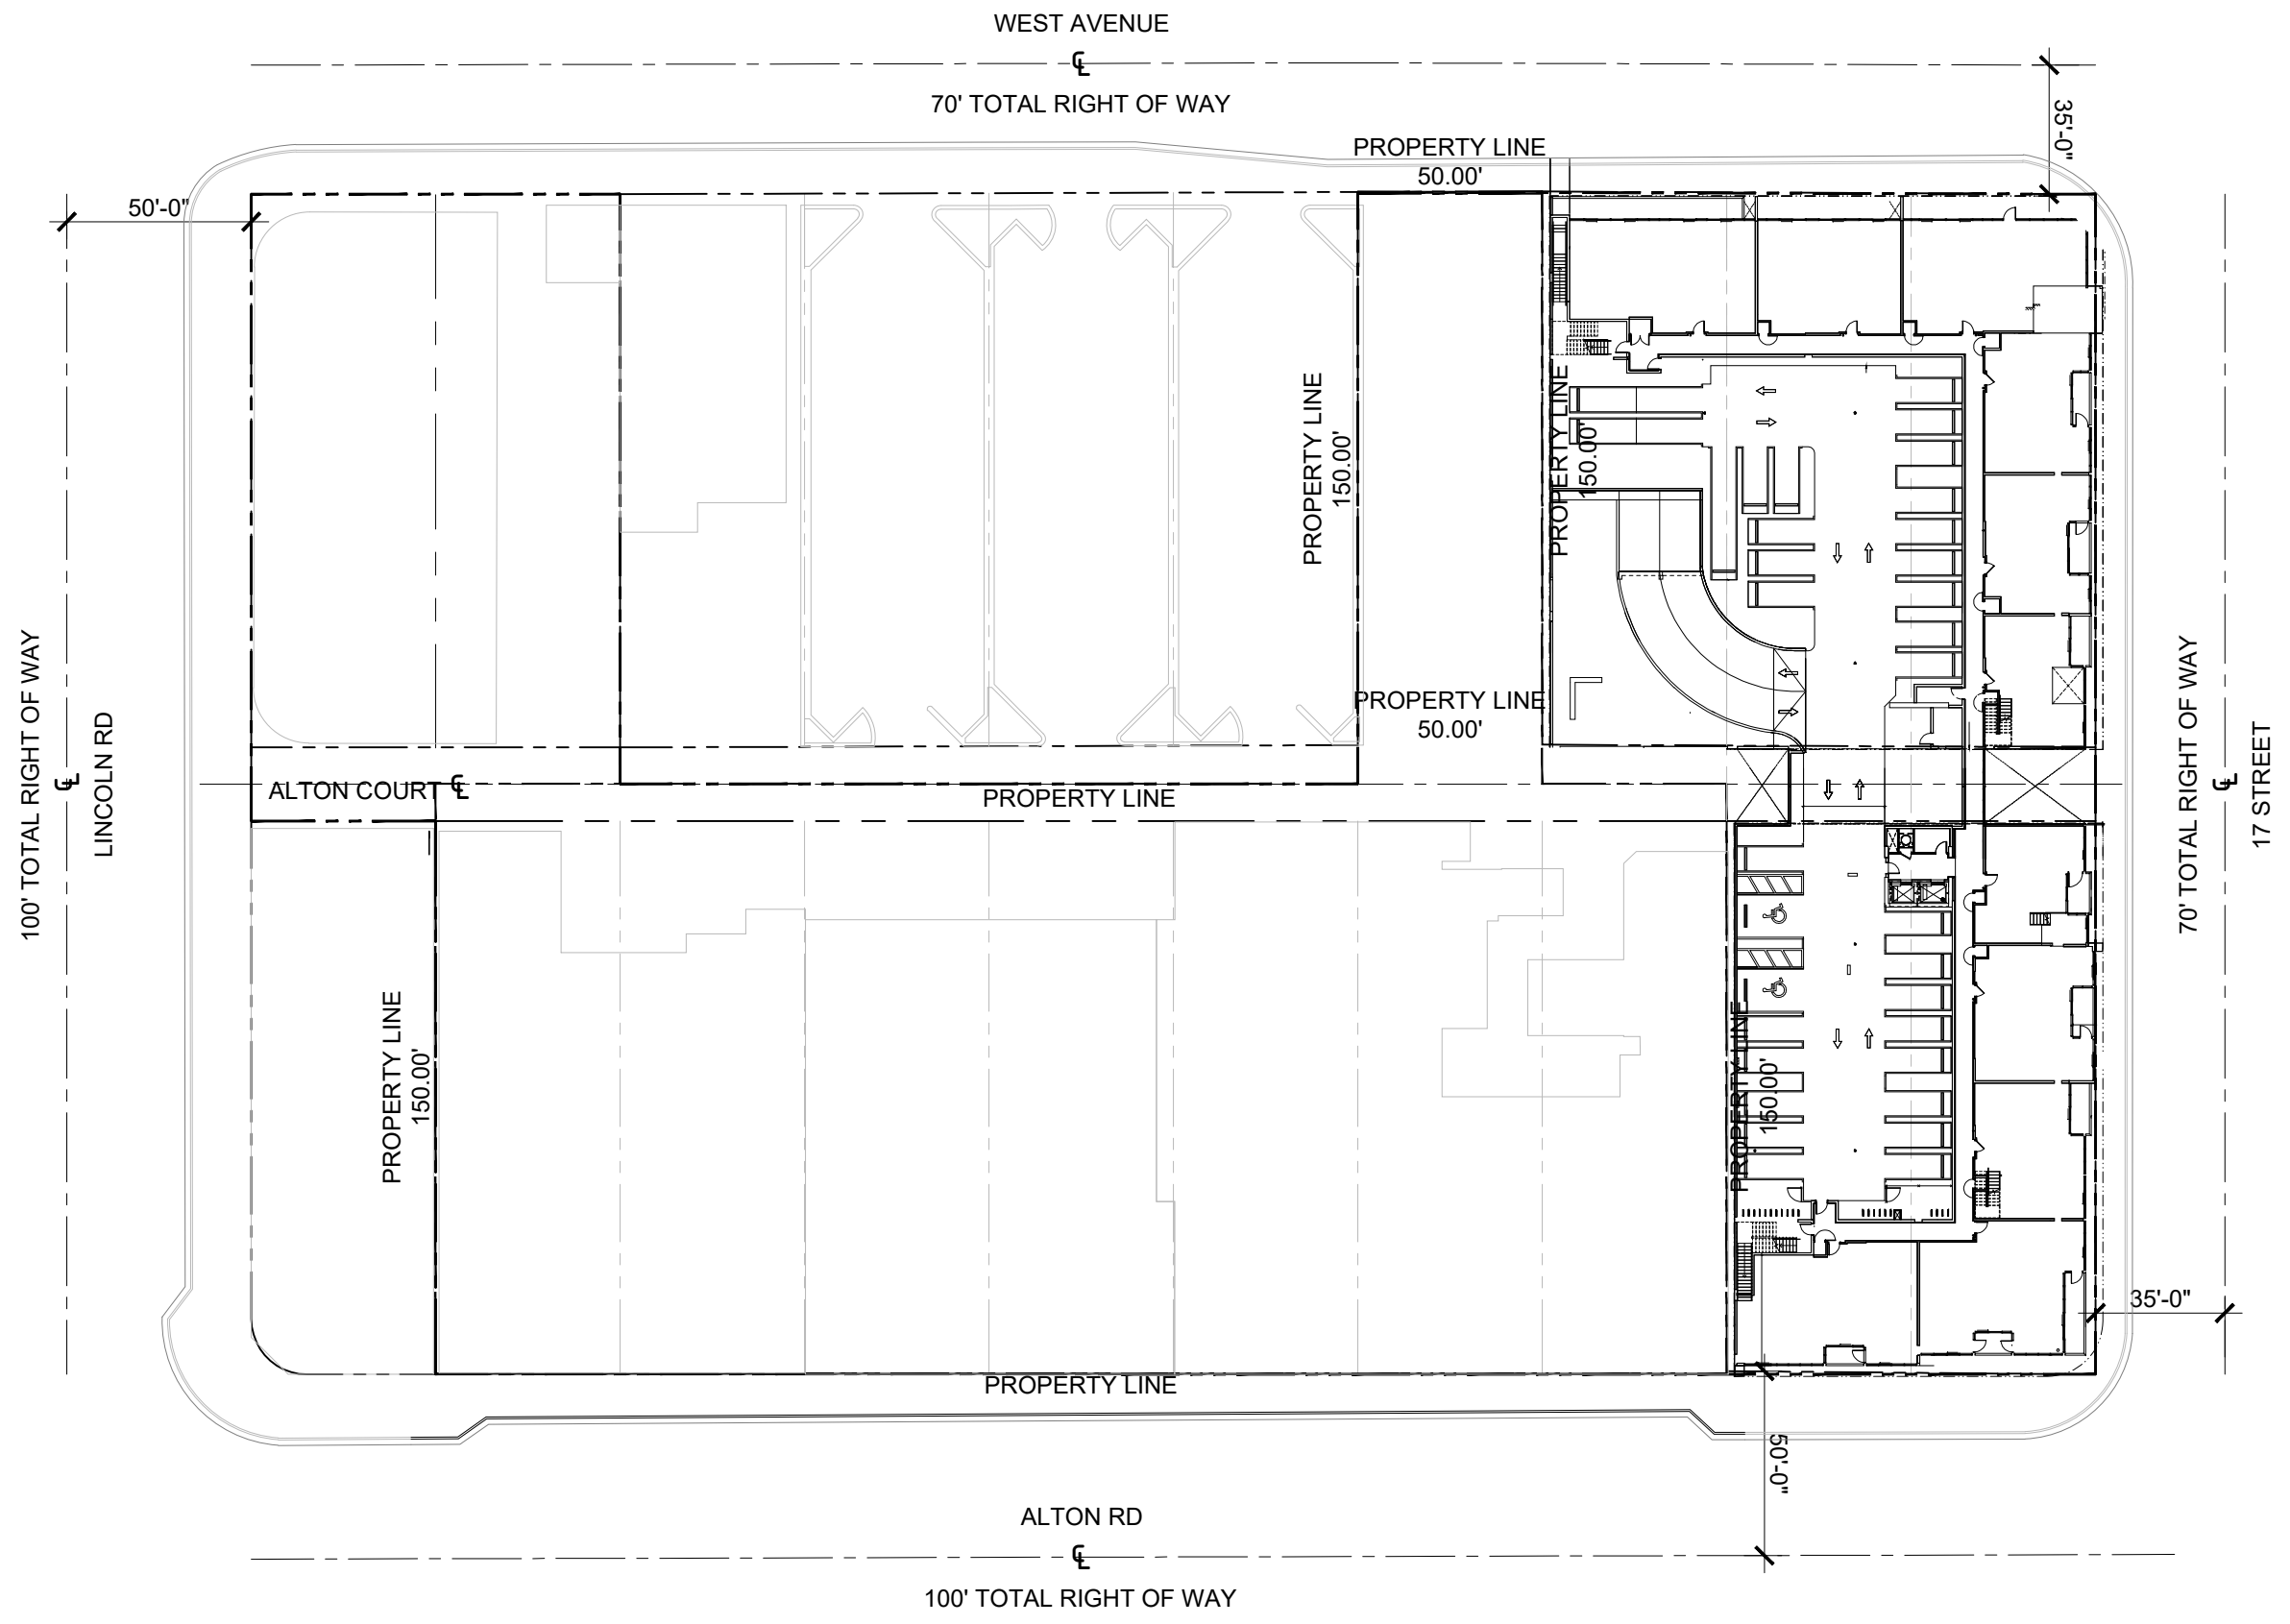 WEST AVENUE
℄
70' TOTAL RIGHT OF WAY
35'-0"
PROPERTY LINE
50.00'
50'-0"
PROPERTY LINE
150.00'
PROPERTY LINE
150.00'
100' TOTAL RIGHT OF WAY
℄
LINCOLN RD
PROPERTY LINE
50.00'
ALTON COURT ℄
PROPERTY LINE
70' TOTAL RIGHT OF WAY
℄
17 STREET
PROPERTY LINE
150.00'
PROPERTY LINE
150.00'
35'-0"
PROPERTY LINE
50'-0"
ALTON RD
℄
100' TOTAL RIGHT OF WAY